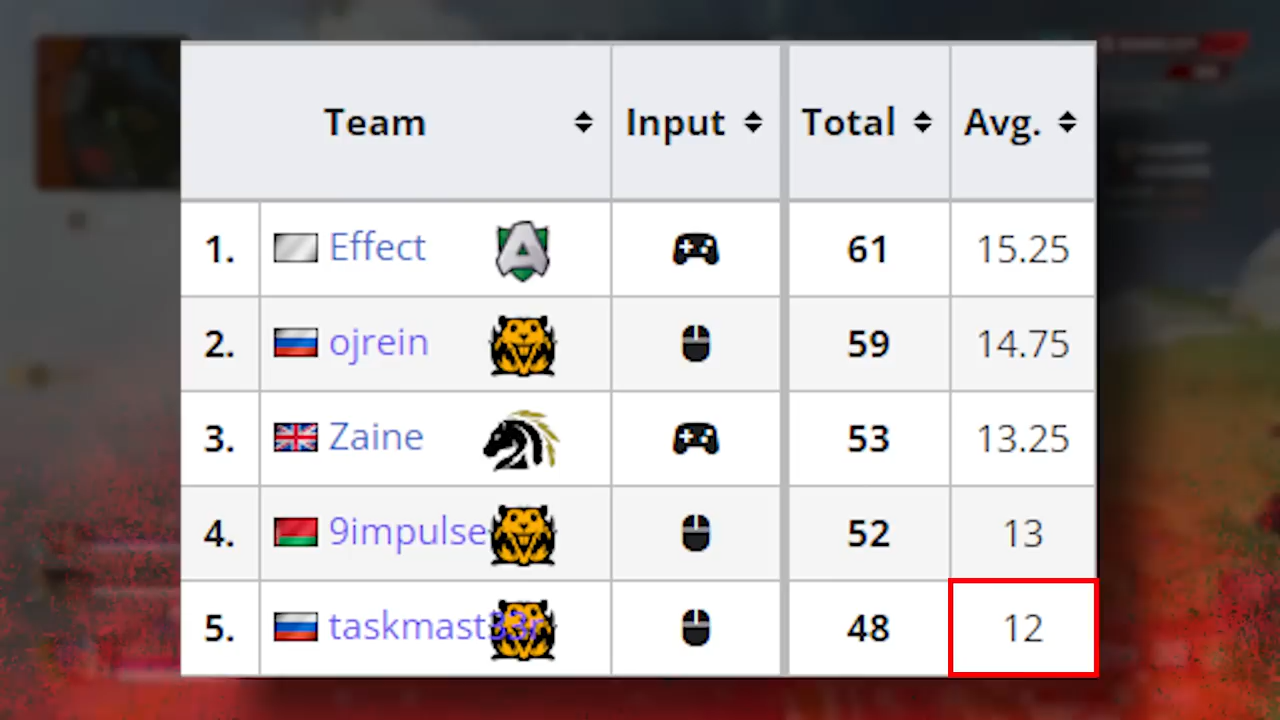 Team Input Total Avg.
1. Effect 61 15.25
2. ojrein 59 14.75
3. Zaine 53 13.25
4. 9impulse 52 13
5. taskmast33r 48 12